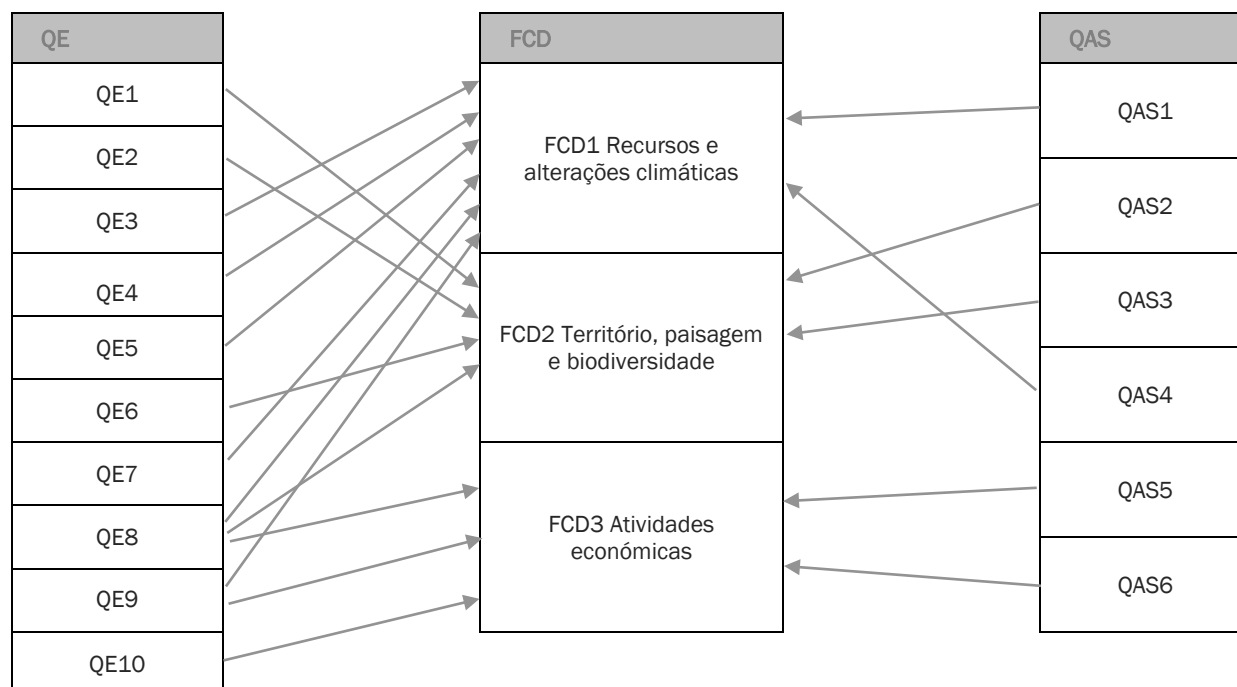 QE
QE1
QE2
QE3
QE4
QE5
QE6
QE7
QE8
QE9
QE10
FCD
FCD1 Recursos e
alterações climáticas
FCD2 Território, paisagem
e biodiversidade
FCD3 Atividades
económicas
QAS
QAS1
QAS2
QAS3
QAS4
QAS5
QAS6